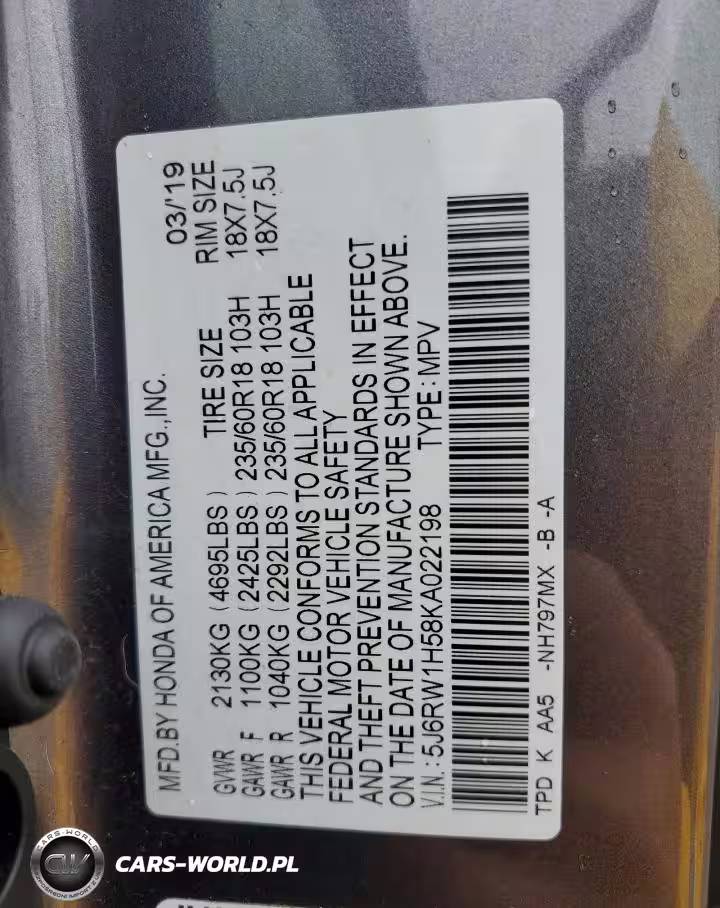 MFD.BY HONDA OF AMERICA MFG.,INC. 03/'19
TIRE SIZE RIM SIZE
GVWR 2130KG (4695LBS)
GAWR F 1100KG (2425LBS) 235/60R18 103H 18X7.5J
GAWR R 1040KG (2292LBS) 235/60R18 103H 18X7.5J
THIS VEHICLE CONFORMS TO ALL APPLICABLE
FEDERAL MOTOR VEHICLE SAFETY
AND THEFT PREVENTION STANDARDS IN EFFECT
ON THE DATE OF MANUFACTURE SHOWN ABOVE.
V.I.N.: 5J6RW1H58KA022198 TYPE: MPV
TPD K AA5 -NH797MX -B -A
CARS-WORLD
CW
CARS-WORLD.PL